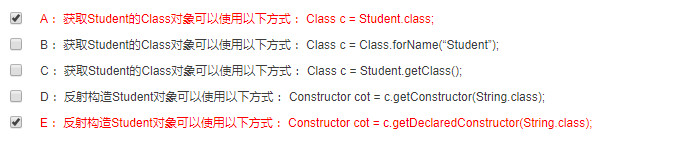 A： 获取Student的Class对象可以使用以下方式： Class c = Student.class;
B： 获取Student的Class对象可以使用以下方式： Class c = Class.forName(“Student”);
C： 获取Student的Class对象可以使用以下方式： Class c = Student.getClass();
D： 反射构造Student对象可以使用以下方式： Constructor cot = c.getConstructor(String.class);
E： 反射构造Student对象可以使用以下方式： Constructor cot = c.getDeclaredConstructor(String.class);